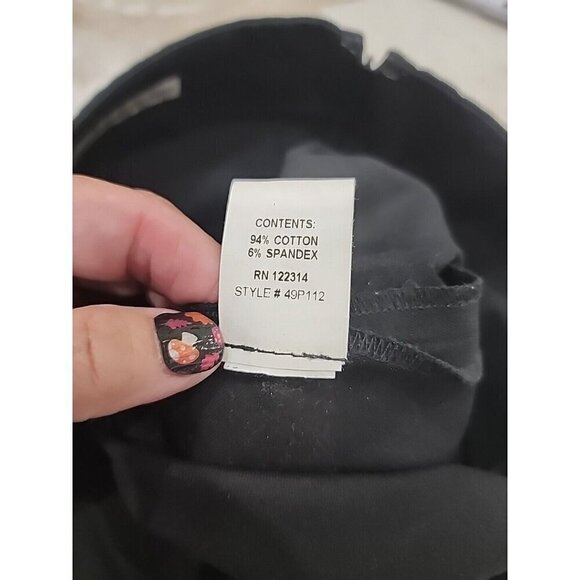 CONTENTS:
94% COTTON
6% SPANDEX
RN 122314
STYLE # 49P112